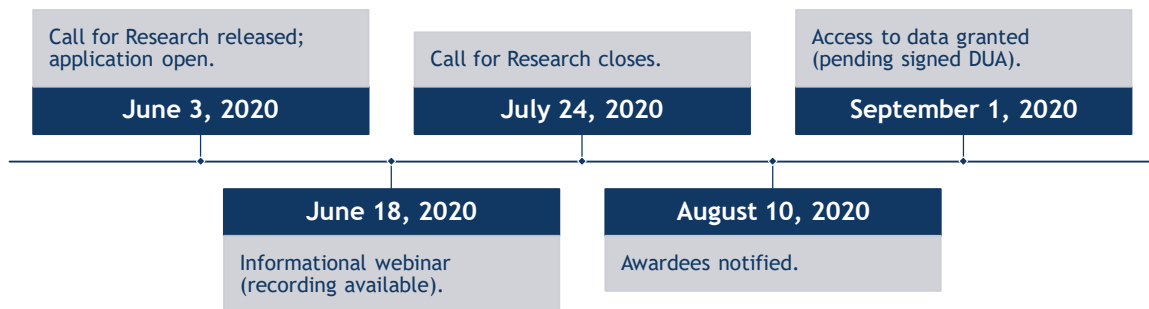 Call for Research released;
application open.
June 3, 2020
June 18, 2020
Informational webinar
(recording available).
Call for Research closes.
July 24, 2020
August 10, 2020
Awardees notified.
Access to data granted
(pending signed DUA).
September 1, 2020